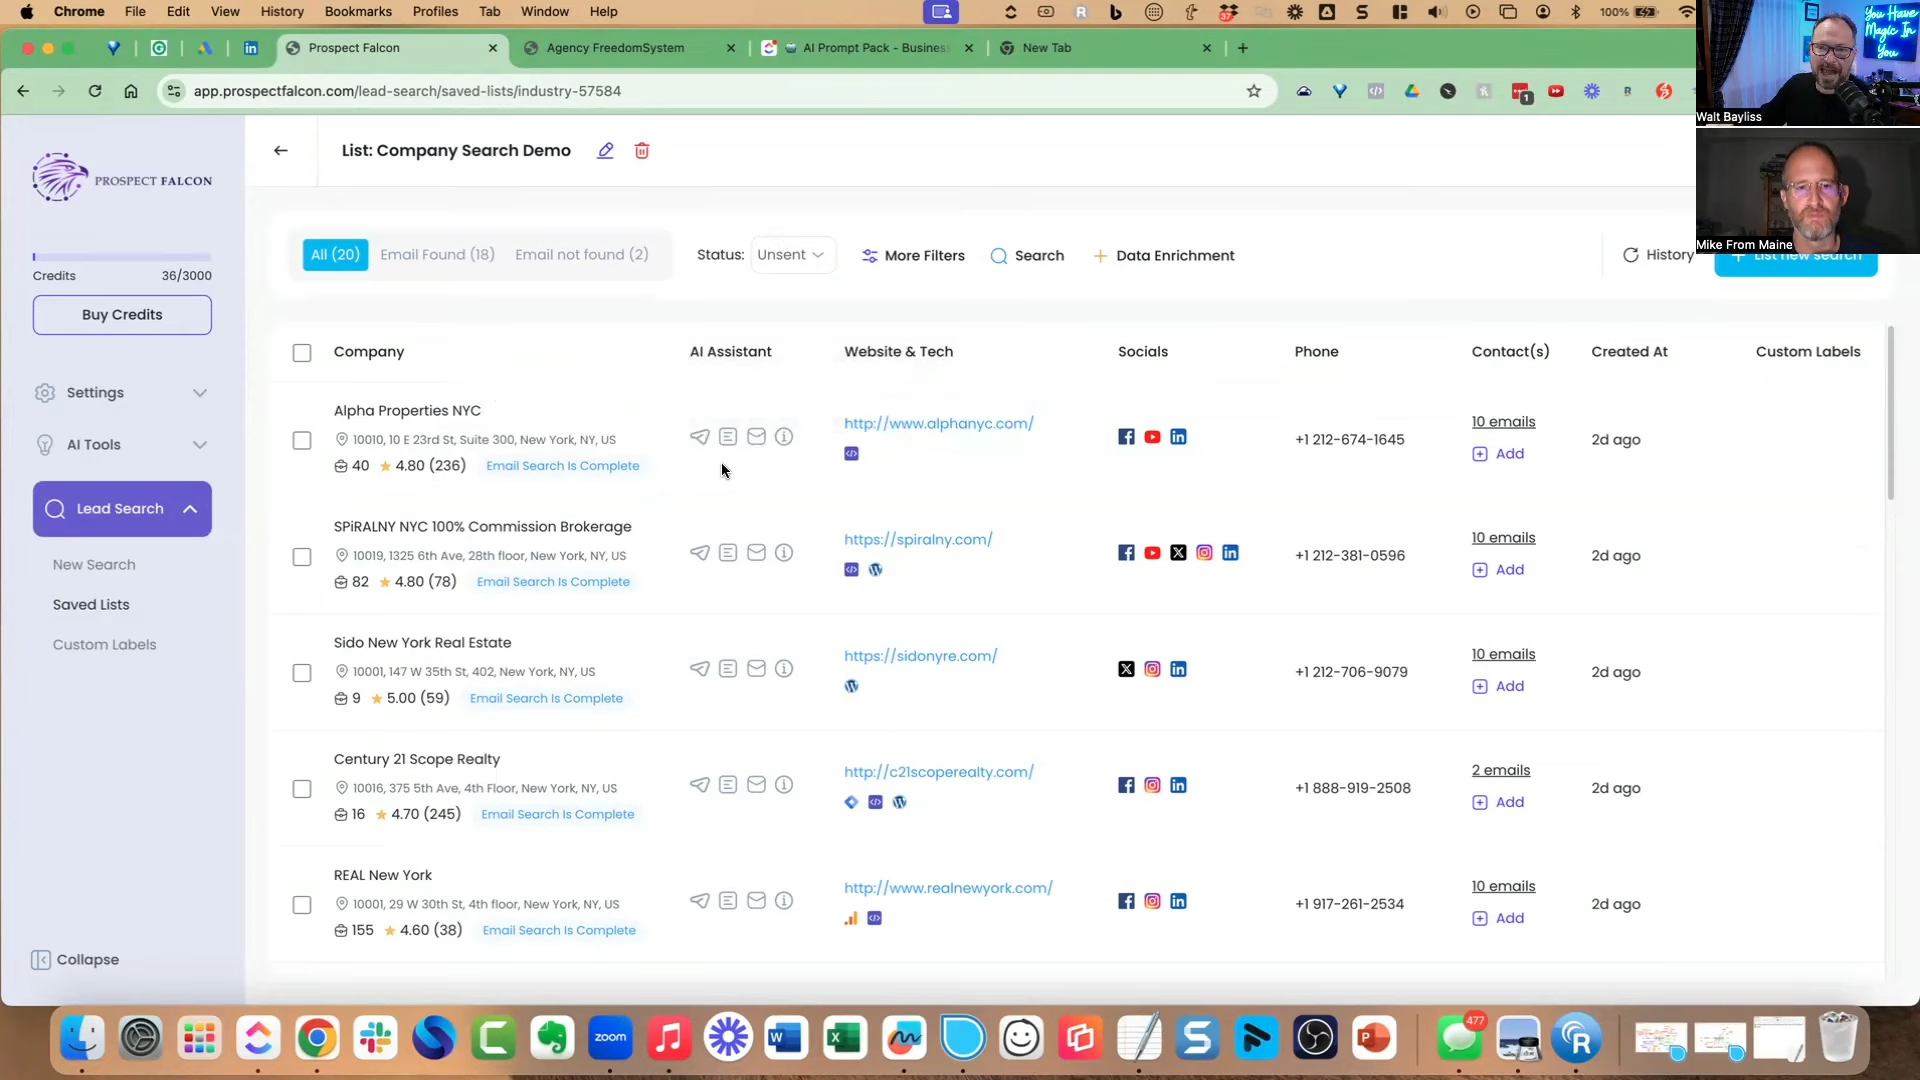 Chrome File Edit View History Bookmarks Profiles Tab Window Help
100%
Prospect Falcon
Agency FreedomSystem
AI Prompt Pack - Business
New Tab
app.prospectfalcon.com/lead-search/saved-lists/industry-57584
You Have
Magic In
You
Walt Bayliss
Mike From Maine
PROSPECT FALCON
List: Company Search Demo
Credits 36/3000
Buy Credits
Settings
AI Tools
Lead Search
New Search
Saved Lists
Custom Labels
Collapse
All (20) Email Found (18) Email not found (2)
Status: Unsent
More Filters
Search
Data Enrichment
History
List new search
Company AI Assistant Website & Tech Socials Phone Contact(s) Created At Custom Labels
Alpha Properties NYC
10010, 10 E 23rd St, Suite 300, New York, NY, US
40 4.80 (236) Email Search Is Complete
http://www.alphanyc.com/
+1 212-674-1645
10 emails
Add
2d ago
SPiRALNY NYC 100% Commission Brokerage
10019, 1325 6th Ave, 28th floor, New York, NY, US
82 4.80 (78) Email Search Is Complete
https://spiralny.com/
+1 212-381-0596
10 emails
Add
2d ago
Sido New York Real Estate
10001, 147 W 35th St, 402, New York, NY, US
9 5.00 (59) Email Search Is Complete
https://sidonyre.com/
+1 212-706-9079
10 emails
Add
2d ago
Century 21 Scope Realty
10016, 375 5th Ave, 4th Floor, New York, NY, US
16 4.70 (245) Email Search Is Complete
http://c21scoperealty.com/
+1 888-919-2508
2 emails
Add
2d ago
REAL New York
10001, 29 W 30th St, 4th floor, New York, NY, US
155 4.60 (38) Email Search Is Complete
http://www.realnewyork.com/
+1 917-261-2534
10 emails
Add
2d ago
zoom
477